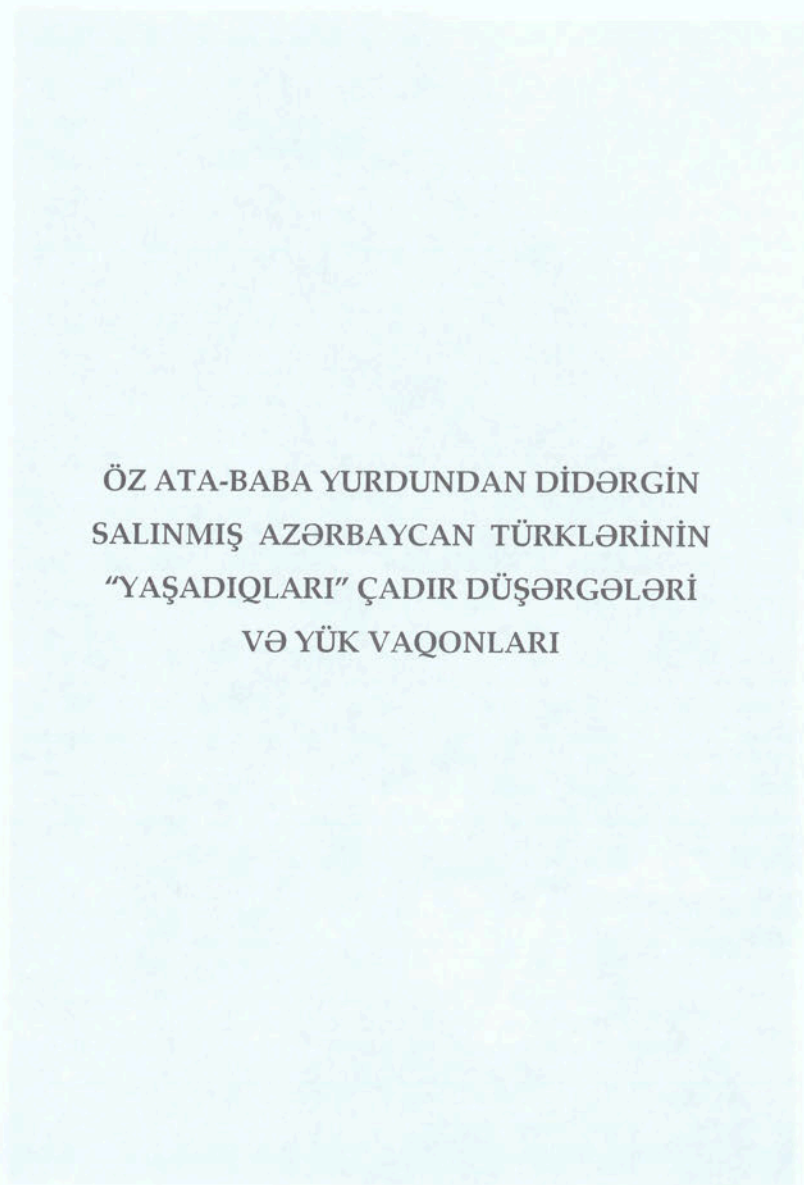 ÖZ ATA-BABA YURDUNDAN DİDƏRGİN
SALINMIŞ AZƏRBAYCAN TÜRKLƏRİNİN
“YAŞADIQLARI” ÇADIR DÜŞƏRGƏLƏRİ
VƏ YÜK VAQONLARI